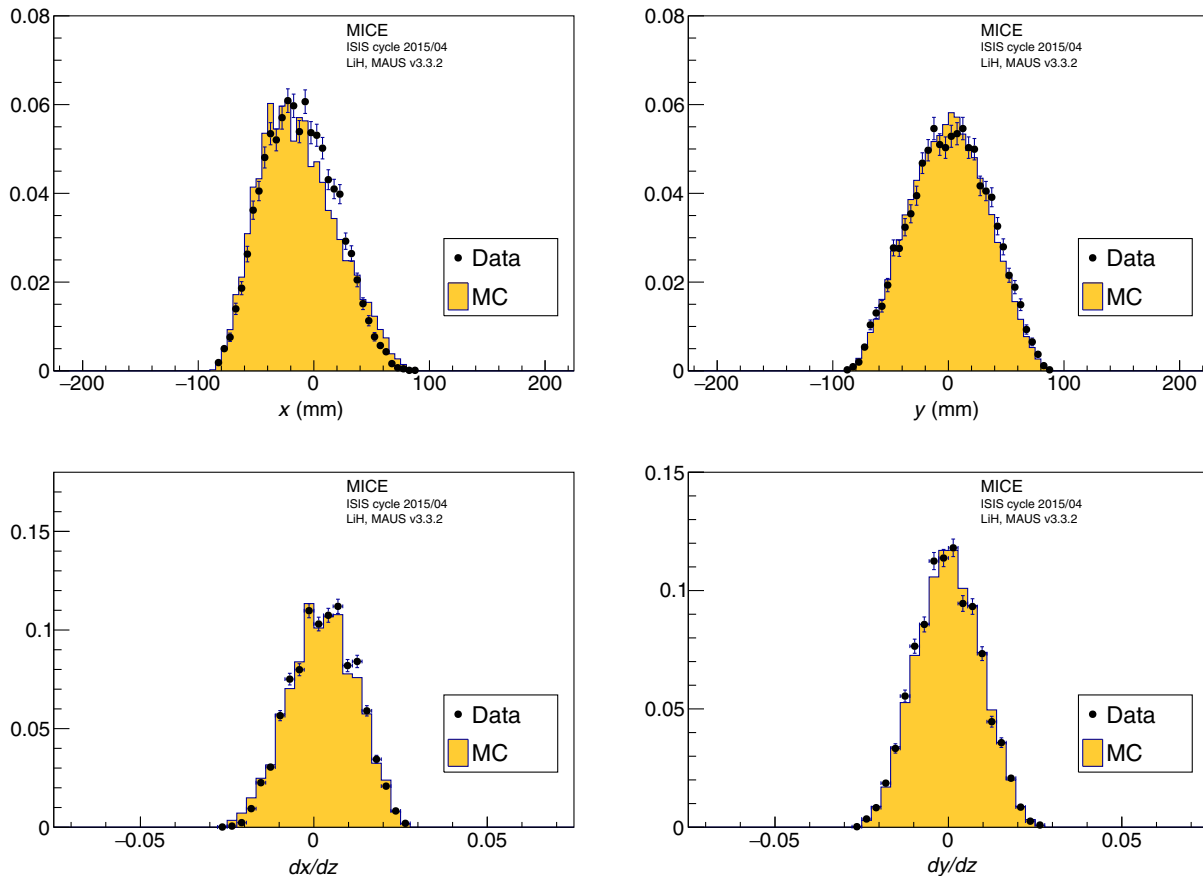 0.08
0.06
0.04
0.02
0
MICE
ISIS cycle 2015/04
LiH, MAUS v3.3.2
Data
MC
−200 −100 0 100 200
x (mm)
0.08
0.06
0.04
0.02
0
MICE
ISIS cycle 2015/04
LiH, MAUS v3.3.2
Data
MC
−200 −100 0 100 200
y (mm)
0.15
0.1
0.05
0
MICE
ISIS cycle 2015/04
LiH, MAUS v3.3.2
Data
MC
−0.05 0 0.05
dx/dz
0.15
0.1
0.05
0
MICE
ISIS cycle 2015/04
LiH, MAUS v3.3.2
Data
MC
−0.05 0 0.05
dy/dz